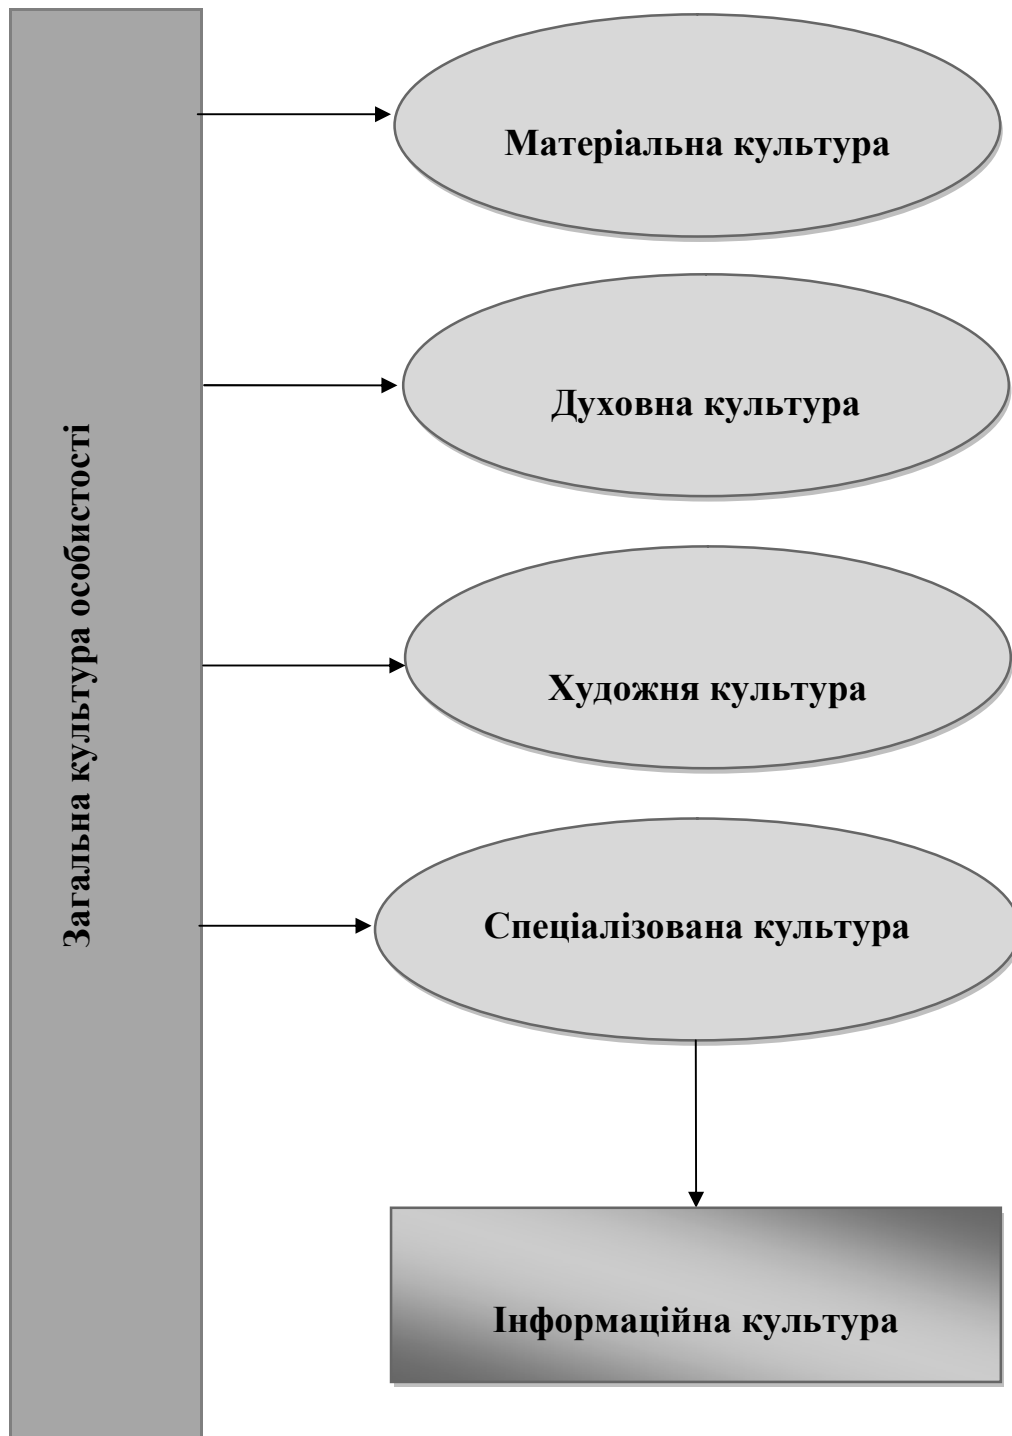 Загальна культура особистості
Матеріальна культура
Духовна культура
Художня культура
Спеціалізована культура
Інформаційна культура